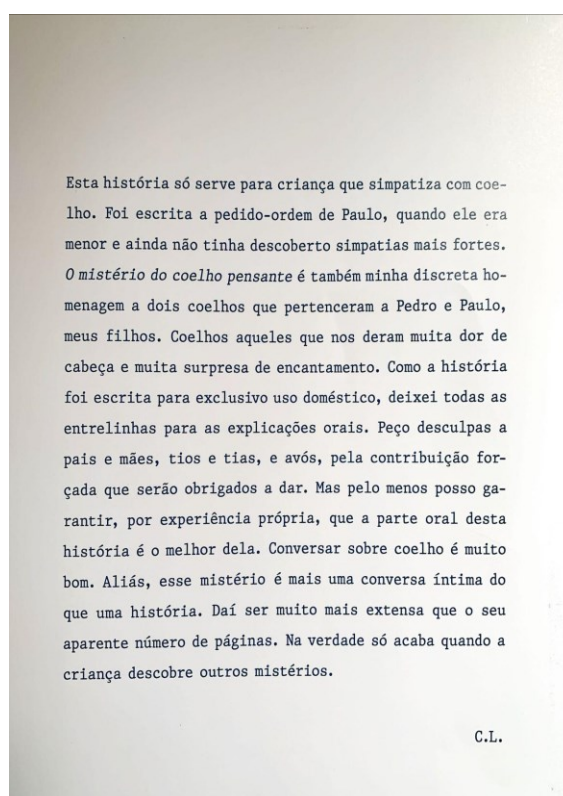 Esta história só serve para criança que simpatiza com coe-
lho. Foi escrita a pedido-ordem de Paulo, quando ele era
menor e ainda não tinha descoberto simpatias mais fortes.
O mistério do coelho pensante é também minha discreta ho-
menagem a dois coelhos que pertenceram a Pedro e Paulo,
meus filhos. Coelhos aqueles que nos deram muita dor de
cabeça e muita surpresa de encantamento. Como a história
foi escrita para exclusivo uso doméstico, deixei todas as
entrelinhas para as explicações orais. Peço desculpas a
pais e mães, tios e tias, e avós, pela contribuição for-
çada que serão obrigados a dar. Mas pelo menos posso ga-
rantir, por experiência própria, que a parte oral desta
história é o melhor dela. Conversar sobre coelho é muito
bom. Aliás, esse mistério é mais uma conversa íntima do
que uma história. Daí ser muito mais extensa que o seu
aparente número de páginas. Na verdade só acaba quando a
criança descobre outros mistérios.
C.L.